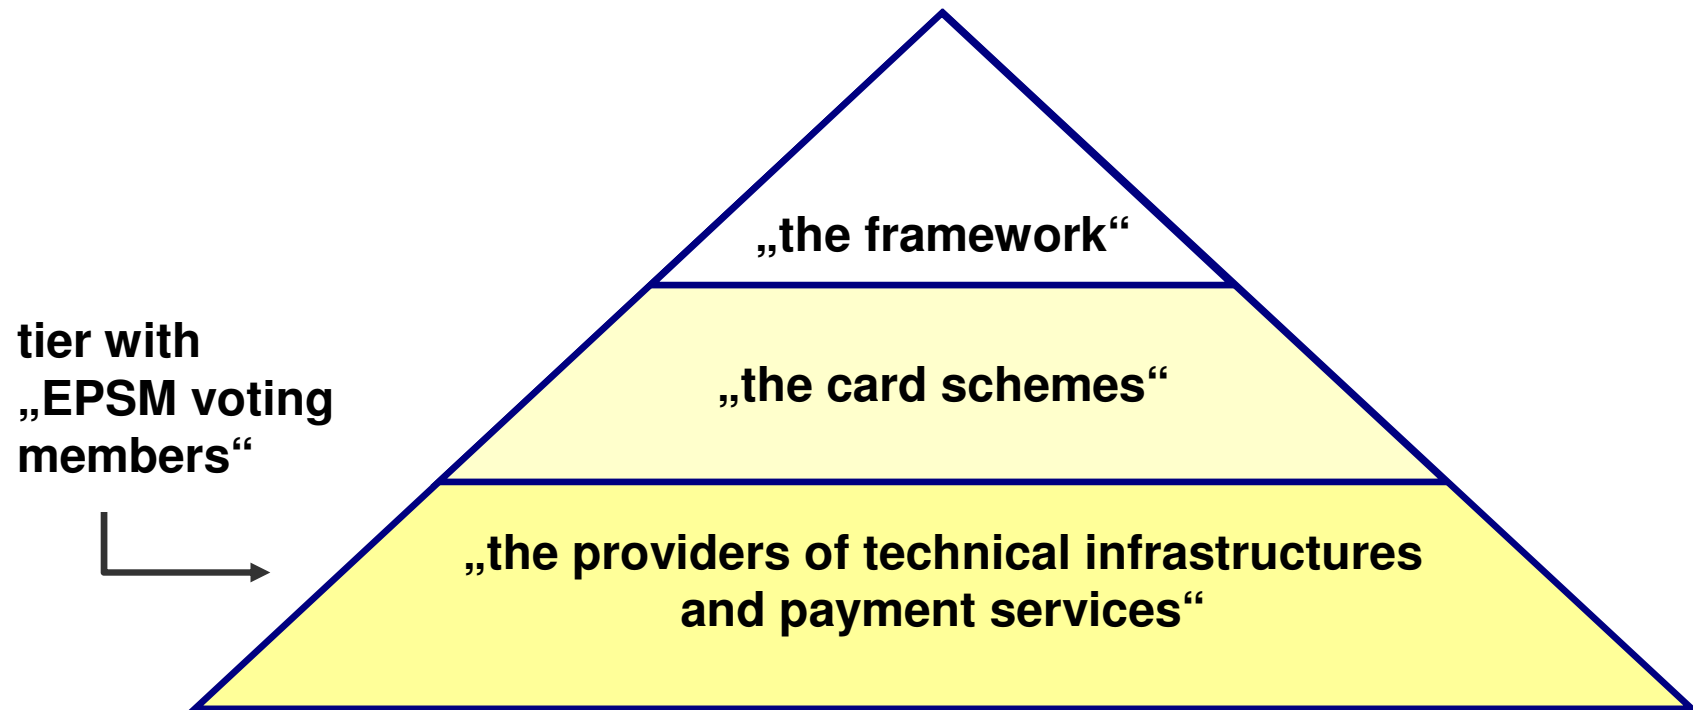 „the framework“
tier with
„EPSM voting
members“
„the card schemes“
„the providers of technical infrastructures
and payment services“